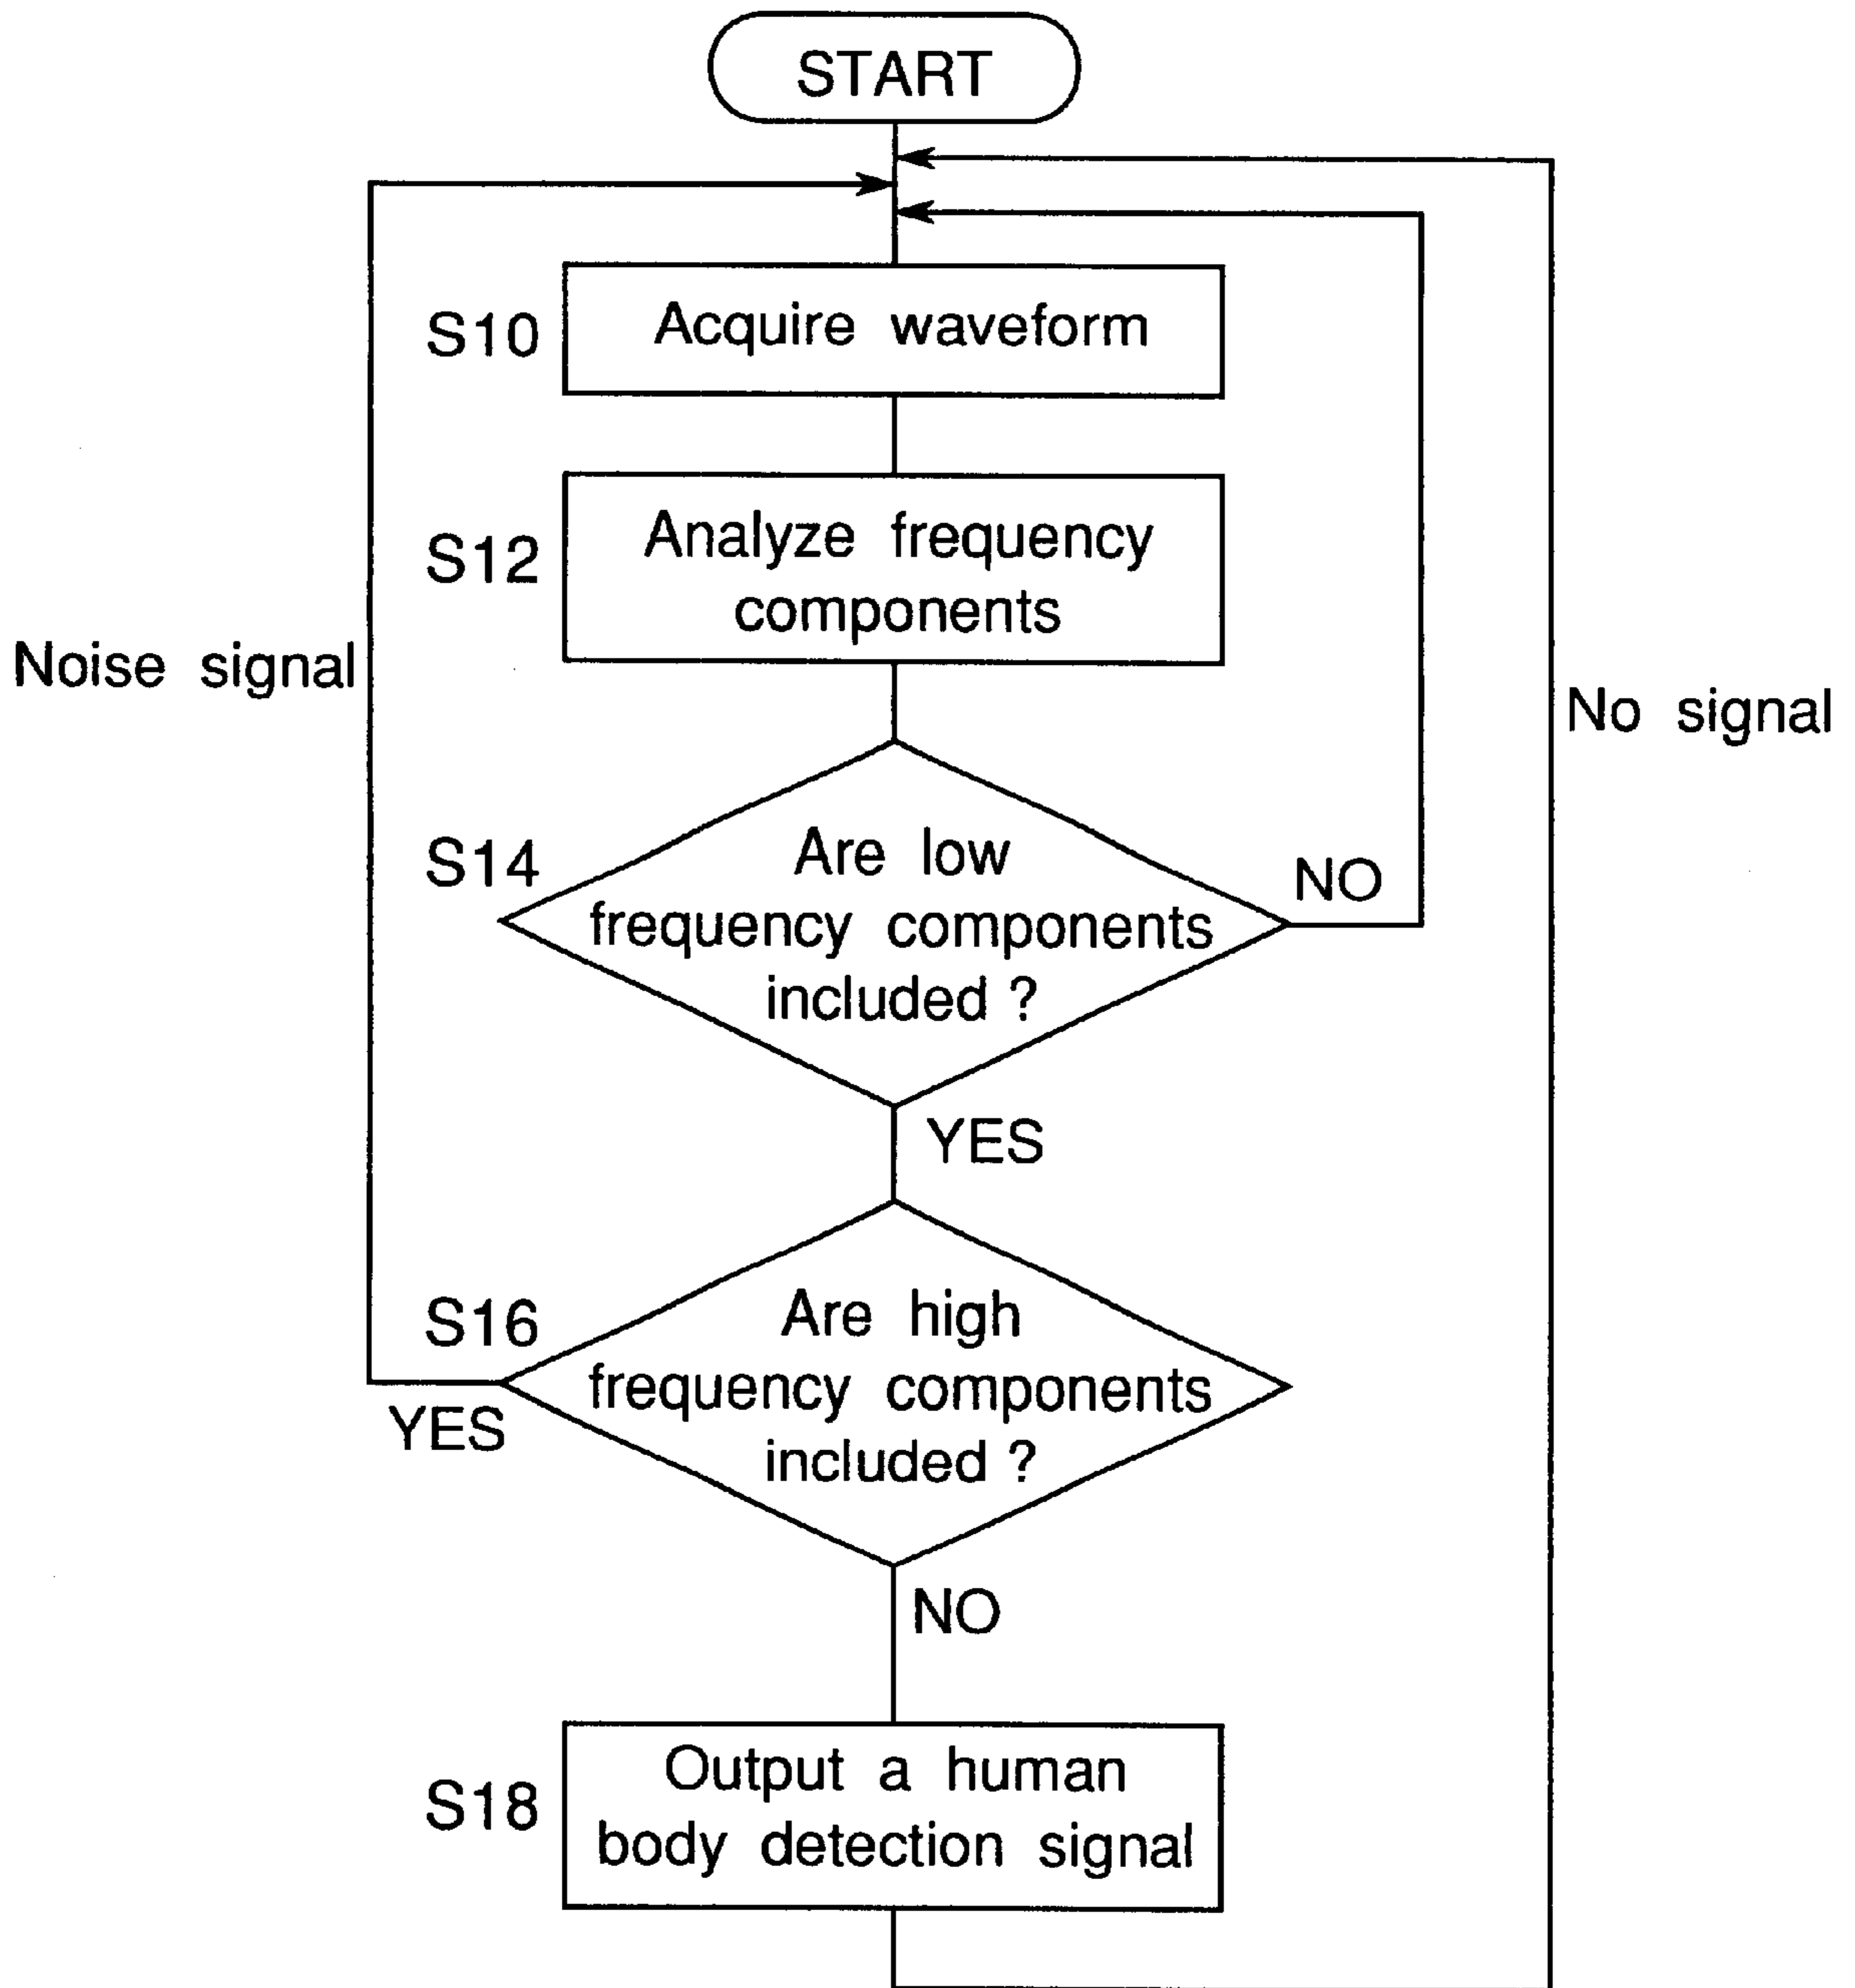 START
S10
Acquire waveform
S12
Analyze frequency
components
Noise signal
No signal
S14
Are low
frequency components
included ?
NO
YES
S16
Are high
frequency components
included ?
YES
NO
S18
Output a human
body detection signal